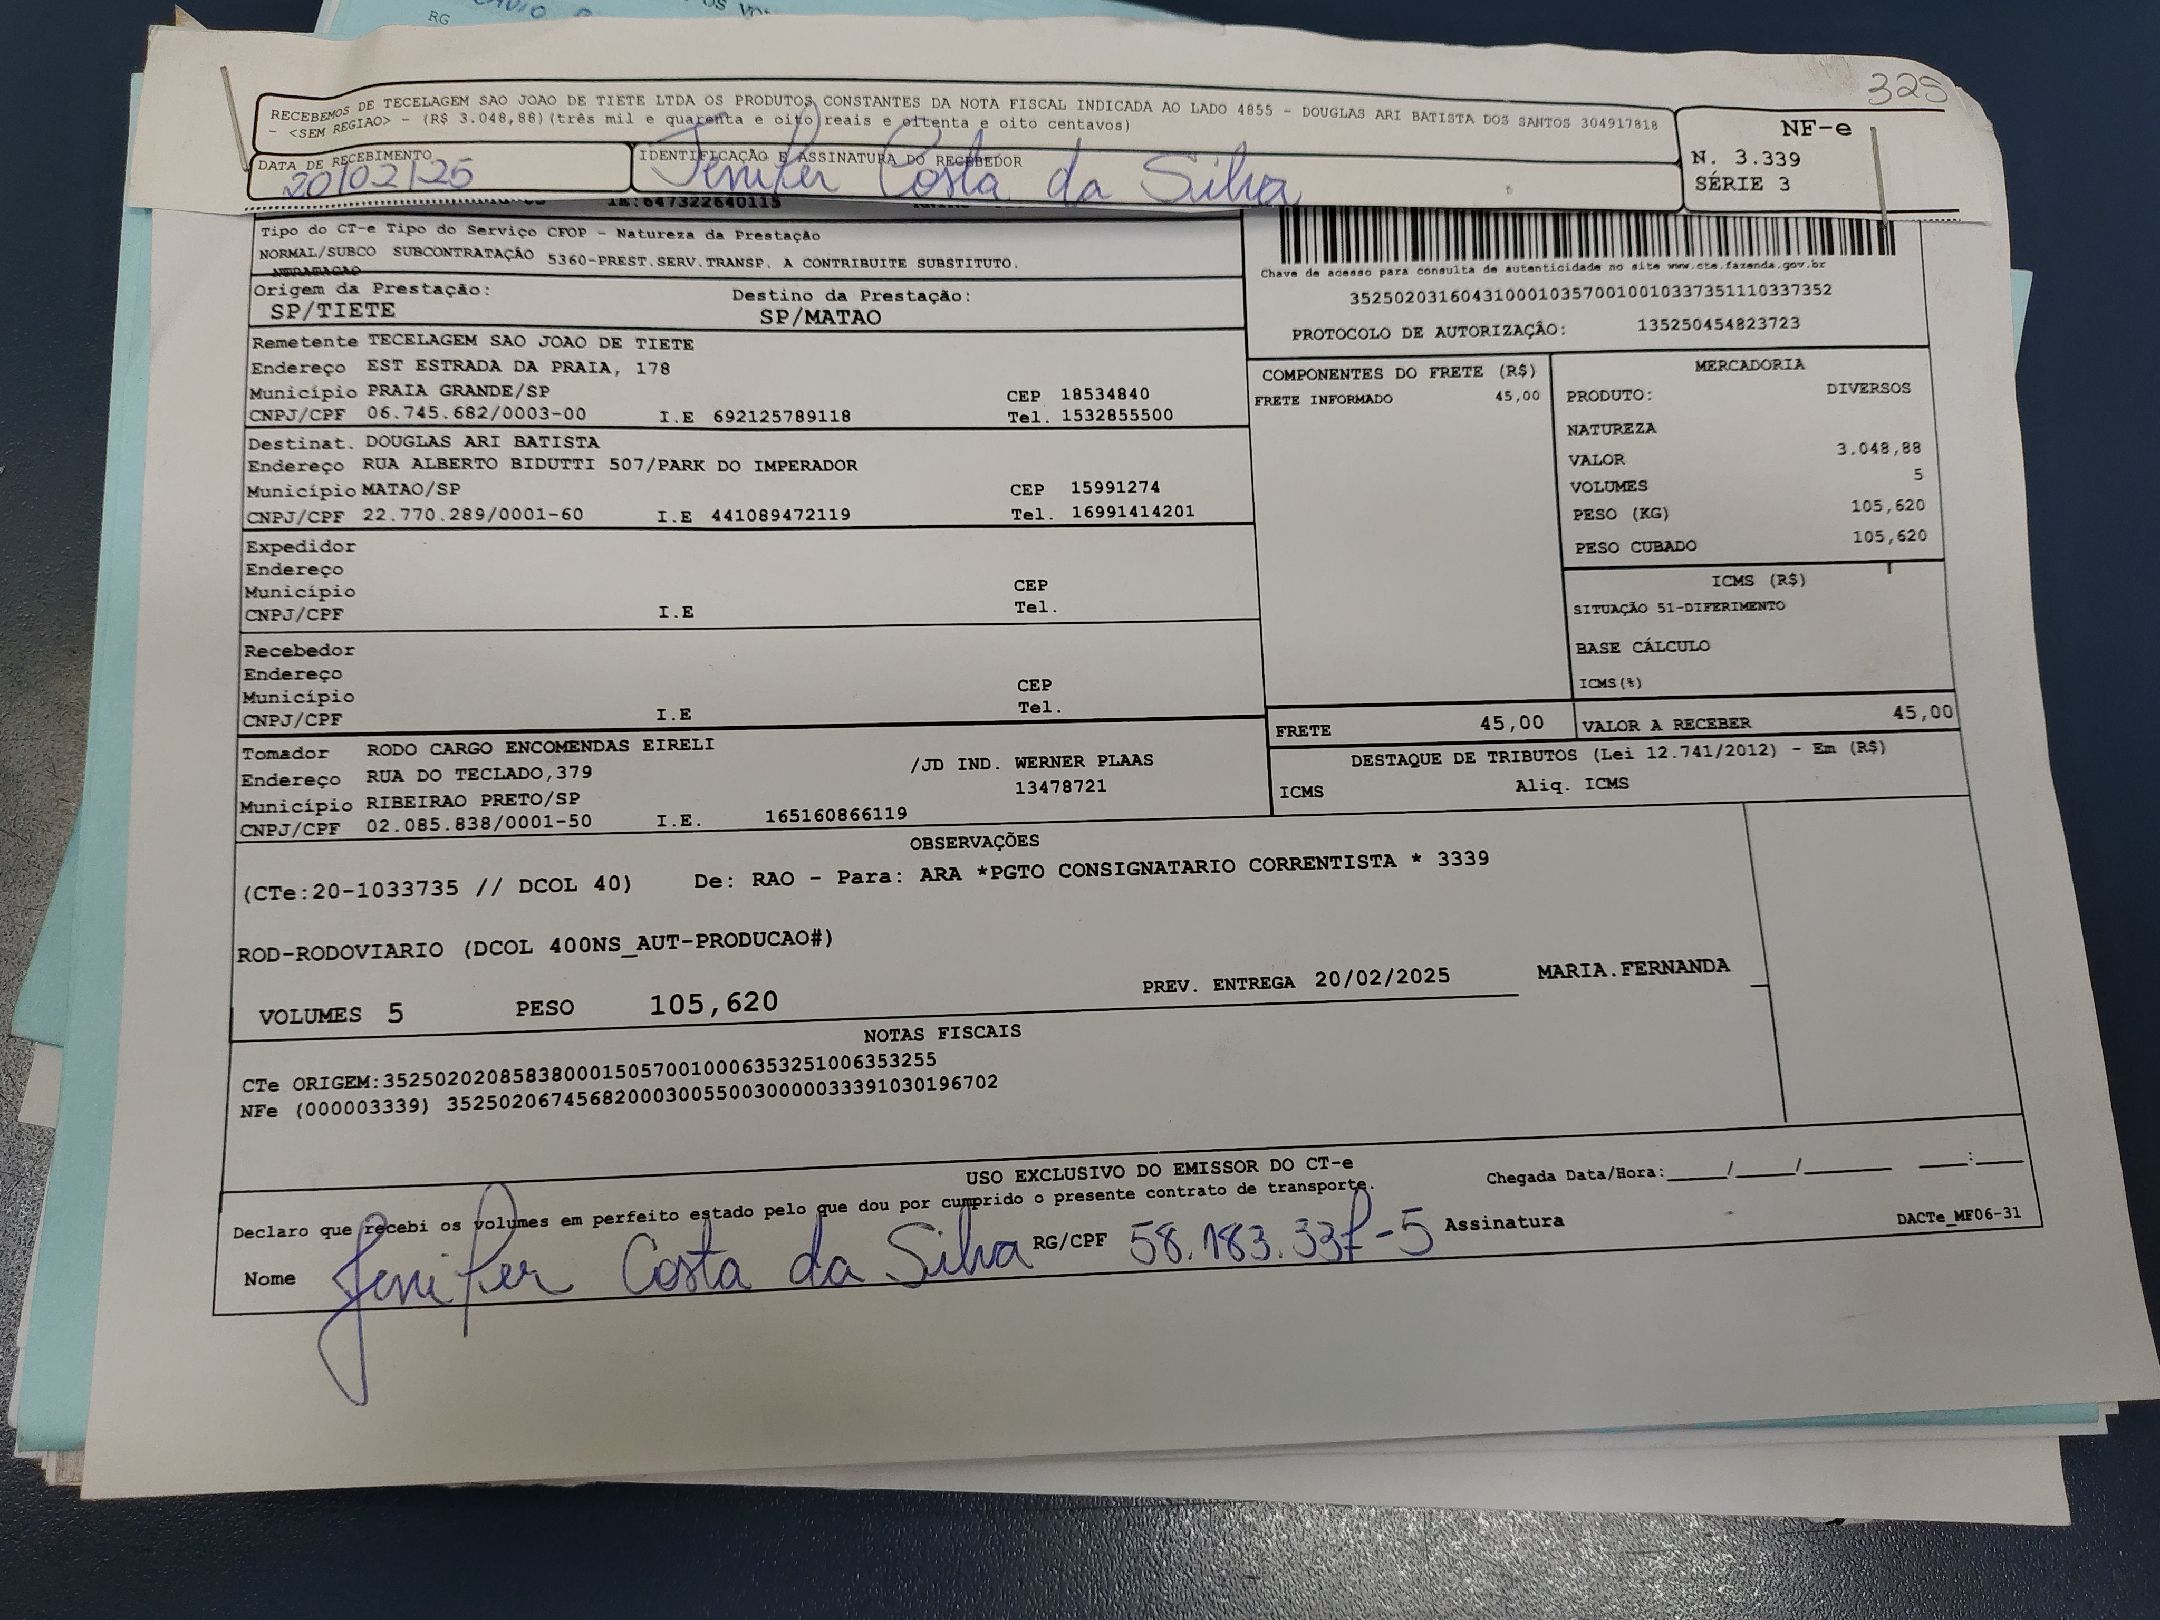 RG
325
RECEBEMOS DE TECELAGEM SAO JOAO DE TIETE LTDA OS PRODUTOS CONSTANTES DA NOTA FISCAL INDICADA AO LADO 4855 - DOUGLAS ARI BATISTA DOS SANTOS 304917818
- <SEM REGIAO> - (R$ 3.048,88)(três mil e quarenta e oito reais e oitenta e oito centavos)
NF-e
N. 3.339
SÉRIE 3
DATA DE RECEBIMENTO
20/02/25
IDENTIFICAÇÃO E ASSINATURA DO RECEBEDOR
Jenifer Costa da Silva
IE:647322640115
Tipo do CT-e Tipo do Serviço CFOP - Natureza da Prestação
NORMAL/SUBCO SUBCONTRATAÇÃO 5360-PREST.SERV.TRANSP. A CONTRIBUITE SUBSTITUTO.
Origem da Prestação: Destino da Prestação:
SP/TIETE SP/MATAO
Chave de acesso para consulta de autenticidade no site www.cte.fazenda.gov.br
35250203160431000103570010010337351110337352
PROTOCOLO DE AUTORIZAÇÃO: 135250454823723
Remetente TECELAGEM SAO JOAO DE TIETE
Endereço EST ESTRADA DA PRAIA, 178
Município PRAIA GRANDE/SP CEP 18534840
CNPJ/CPF 06.745.682/0003-00 I.E 692125789118 Tel. 1532855500
Destinat. DOUGLAS ARI BATISTA
Endereço RUA ALBERTO BIDUTTI 507/PARK DO IMPERADOR
Município MATAO/SP CEP 15991274
CNPJ/CPF 22.770.289/0001-60 I.E 441089472119 Tel. 16991414201
Expedidor
Endereço
Município CEP
CNPJ/CPF I.E Tel.
Recebedor
Endereço
Município CEP
CNPJ/CPF I.E Tel.
Tomador RODO CARGO ENCOMENDAS EIRELI
Endereço RUA DO TECLADO,379 /JD IND. WERNER PLAAS
Município RIBEIRAO PRETO/SP 13478721
CNPJ/CPF 02.085.838/0001-50 I.E. 165160866119
COMPONENTES DO FRETE (R$)
FRETE INFORMADO 45,00
MERCADORIA
PRODUTO: DIVERSOS
NATUREZA
VALOR 3.048,88
VOLUMES 5
PESO (KG) 105,620
PESO CUBADO 105,620
ICMS (R$)
SITUAÇÃO 51-DIFERIMENTO
BASE CÁLCULO
ICMS(%)
FRETE 45,00 VALOR A RECEBER 45,00
DESTAQUE DE TRIBUTOS (Lei 12.741/2012) - Em (R$)
ICMS Aliq. ICMS
OBSERVAÇÕES
(CTe:20-1033735 // DCOL 40) De: RAO - Para: ARA *PGTO CONSIGNATARIO CORRENTISTA * 3339
ROD-RODOVIARIO (DCOL 400NS_AUT-PRODUCAO#)
VOLUMES 5 PESO 105,620 PREV. ENTREGA 20/02/2025 MARIA.FERNANDA
NOTAS FISCAIS
CTe ORIGEM:35250202085838000150570010006353251006353255
NFe (000003339) 35250206745682000300550030000033391030196702
USO EXCLUSIVO DO EMISSOR DO CT-e
Chegada Data/Hora:____/____/______ ___:___
Declaro que recebi os volumes em perfeito estado pelo que dou por cumprido o presente contrato de transporte.
Nome Jenifer Costa da Silva RG/CPF 58.183.337-5 Assinatura
DACTe_MF06-31